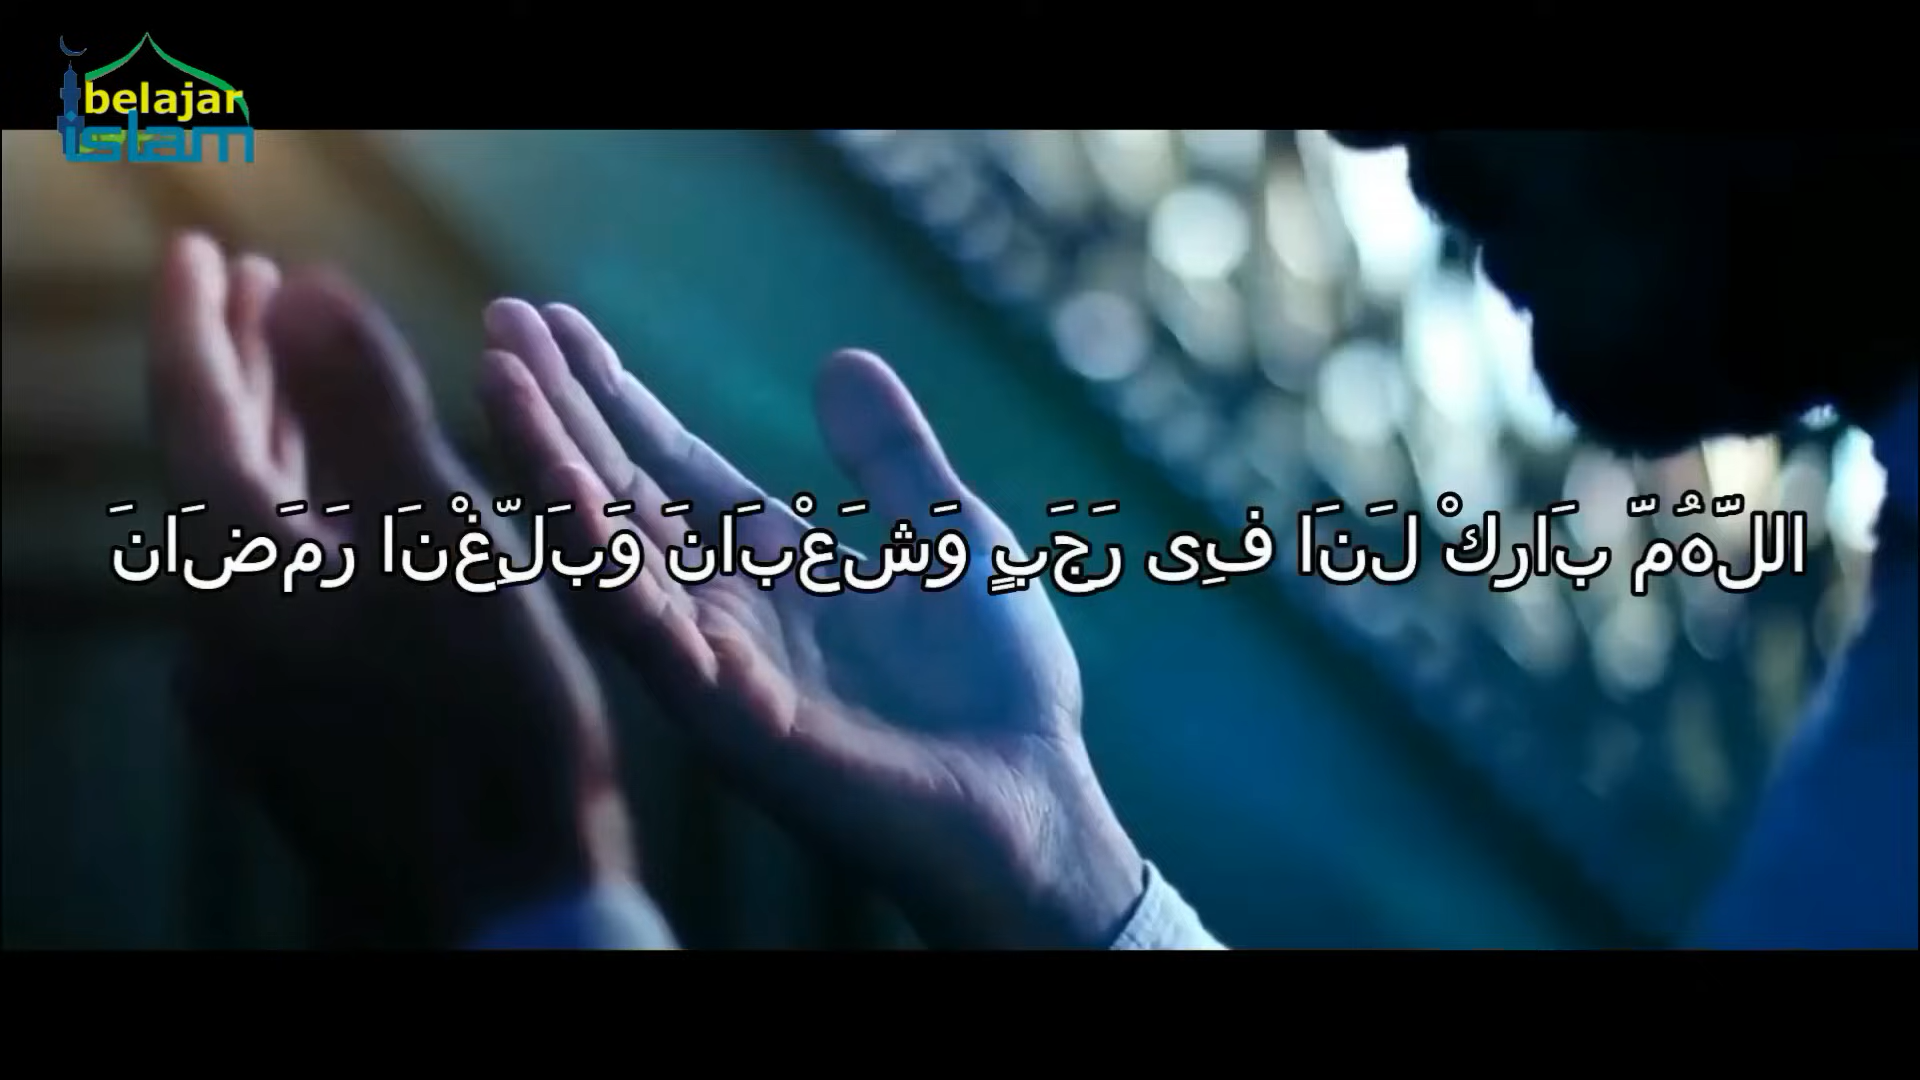 belajar
islam
اللّهُمّ بَارِكْ لَنَا فِى رَجَبٍ وَشَعْبَانَ وَبَلِّغْنَا رَمَضَانَ